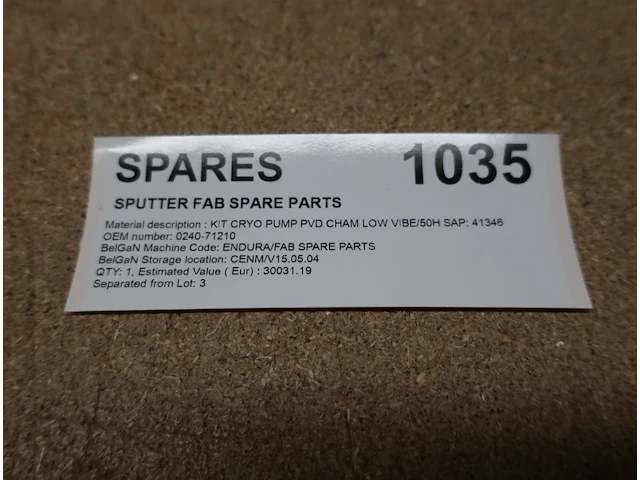 SPARES 1035
SPUTTER FAB SPARE PARTS
Material description : KIT CRYO PUMP PVD CHAM LOW VIBE/50H SAP: 41346
OEM number: 0240-71210
BelGaN Machine Code: ENDURA/FAB SPARE PARTS
BelGaN Storage location: CENM/V15.05.04
QTY: 1, Estimated Value ( Eur) : 30031.19
Separated from Lot: 3